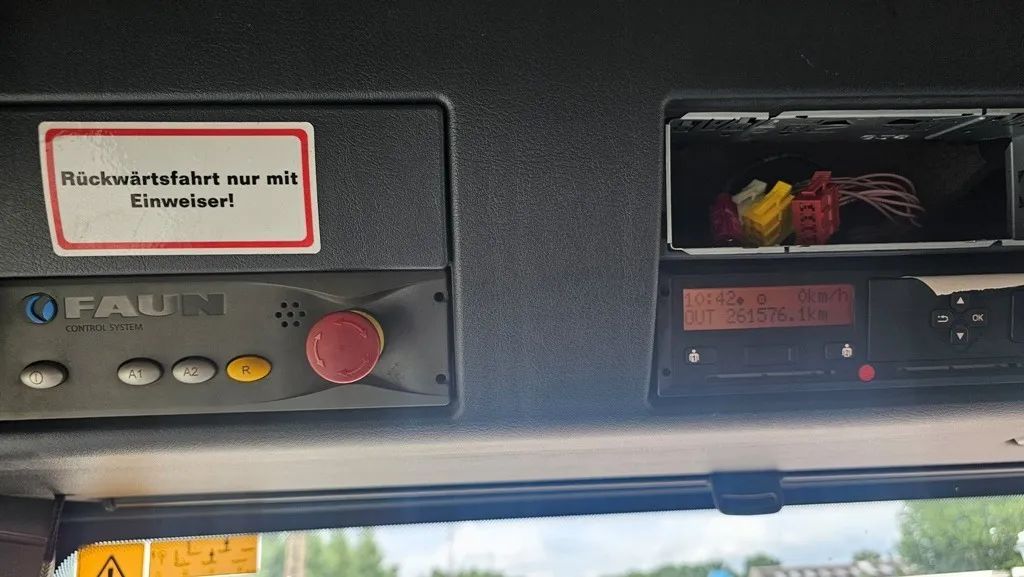 Rückwärtsfahrt nur mit
Einweiser!
FAUN
CONTROL SYSTEM
A1
A2
R
10:42 0km/h
OUT 261576.1km
OK